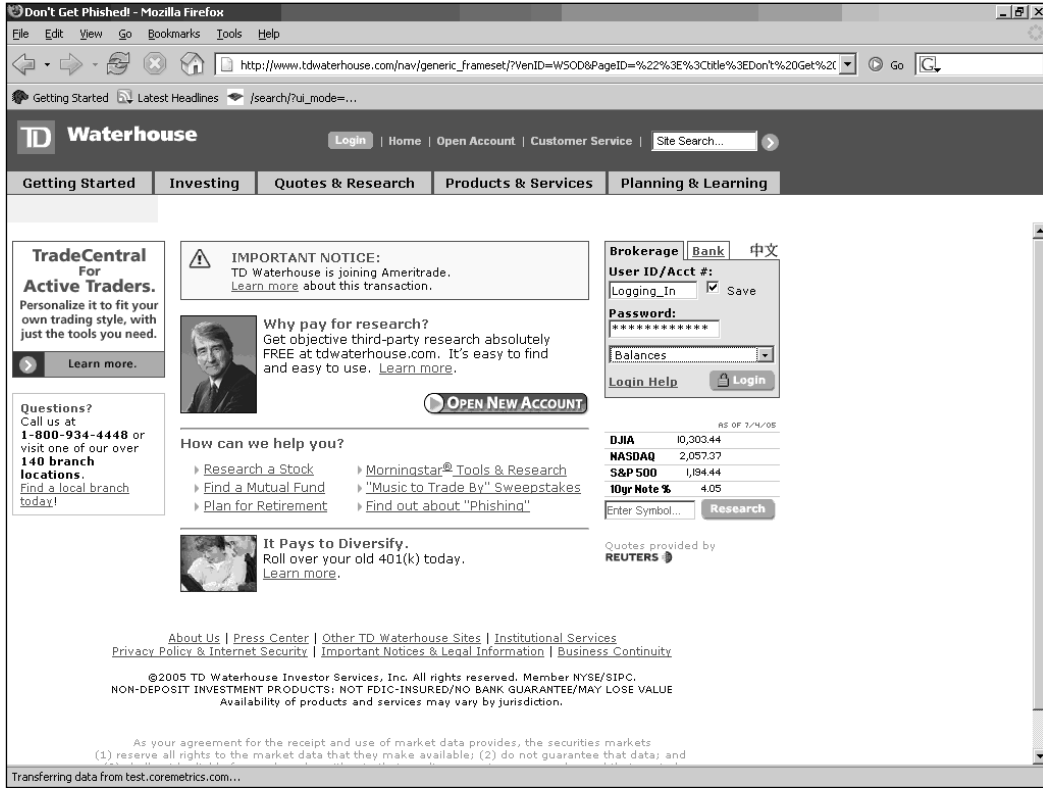 Don't Get Phished! - Mozilla Firefox
File Edit View Go Bookmarks Tools Help
http://www.tdwaterhouse.com/nav/generic_frameset/?VenID=WSOD&PageID=%22%3E%3Ctitle%3EDon't%20Get%2( Go G
Getting Started Latest Headlines /search/?ui_mode=...
TD Waterhouse
Login | Home | Open Account | Customer Service | Site Search...
Getting Started Investing Quotes & Research Products & Services Planning & Learning
TradeCentral
For
Active Traders.
Personalize it to fit your
own trading style, with
just the tools you need.
Learn more.
Questions?
Call us at
1-800-934-4448 or
visit one of our over
140 branch
locations.
Find a local branch
today!
IMPORTANT NOTICE:
TD Waterhouse is joining Ameritrade.
Learn more about this transaction.
Why pay for research?
Get objective third-party research absolutely
FREE at tdwaterhouse.com. It's easy to find
and easy to use. Learn more.
OPEN NEW ACCOUNT
How can we help you?
Research a Stock
Find a Mutual Fund
Plan for Retirement
Morningstar® Tools & Research
"Music to Trade By" Sweepstakes
Find out about "Phishing"
It Pays to Diversify.
Roll over your old 401(k) today.
Learn more.
Brokerage Bank 中文
User ID/Acct #:
Logging_In Save
Password:
************
Balances
Login Help Login
AS OF 7/4/05
DJIA 10,303.44
NASDAQ 2,057.37
S&P 500 1,194.44
10yr Note % 4.05
Enter Symbol... Research
Quotes provided by
REUTERS
About Us | Press Center | Other TD Waterhouse Sites | Institutional Services
Privacy Policy & Internet Security | Important Notices & Legal Information | Business Continuity
©2005 TD Waterhouse Investor Services, Inc. All rights reserved. Member NYSE/SIPC.
NON-DEPOSIT INVESTMENT PRODUCTS: NOT FDIC-INSURED/NO BANK GUARANTEE/MAY LOSE VALUE
Availability of products and services may vary by jurisdiction.
As your agreement for the receipt and use of market data provides, the securities markets
(1) reserve all rights to the market data that they make available; (2) do not guarantee that data; and
Transferring data from test.coremetrics.com...